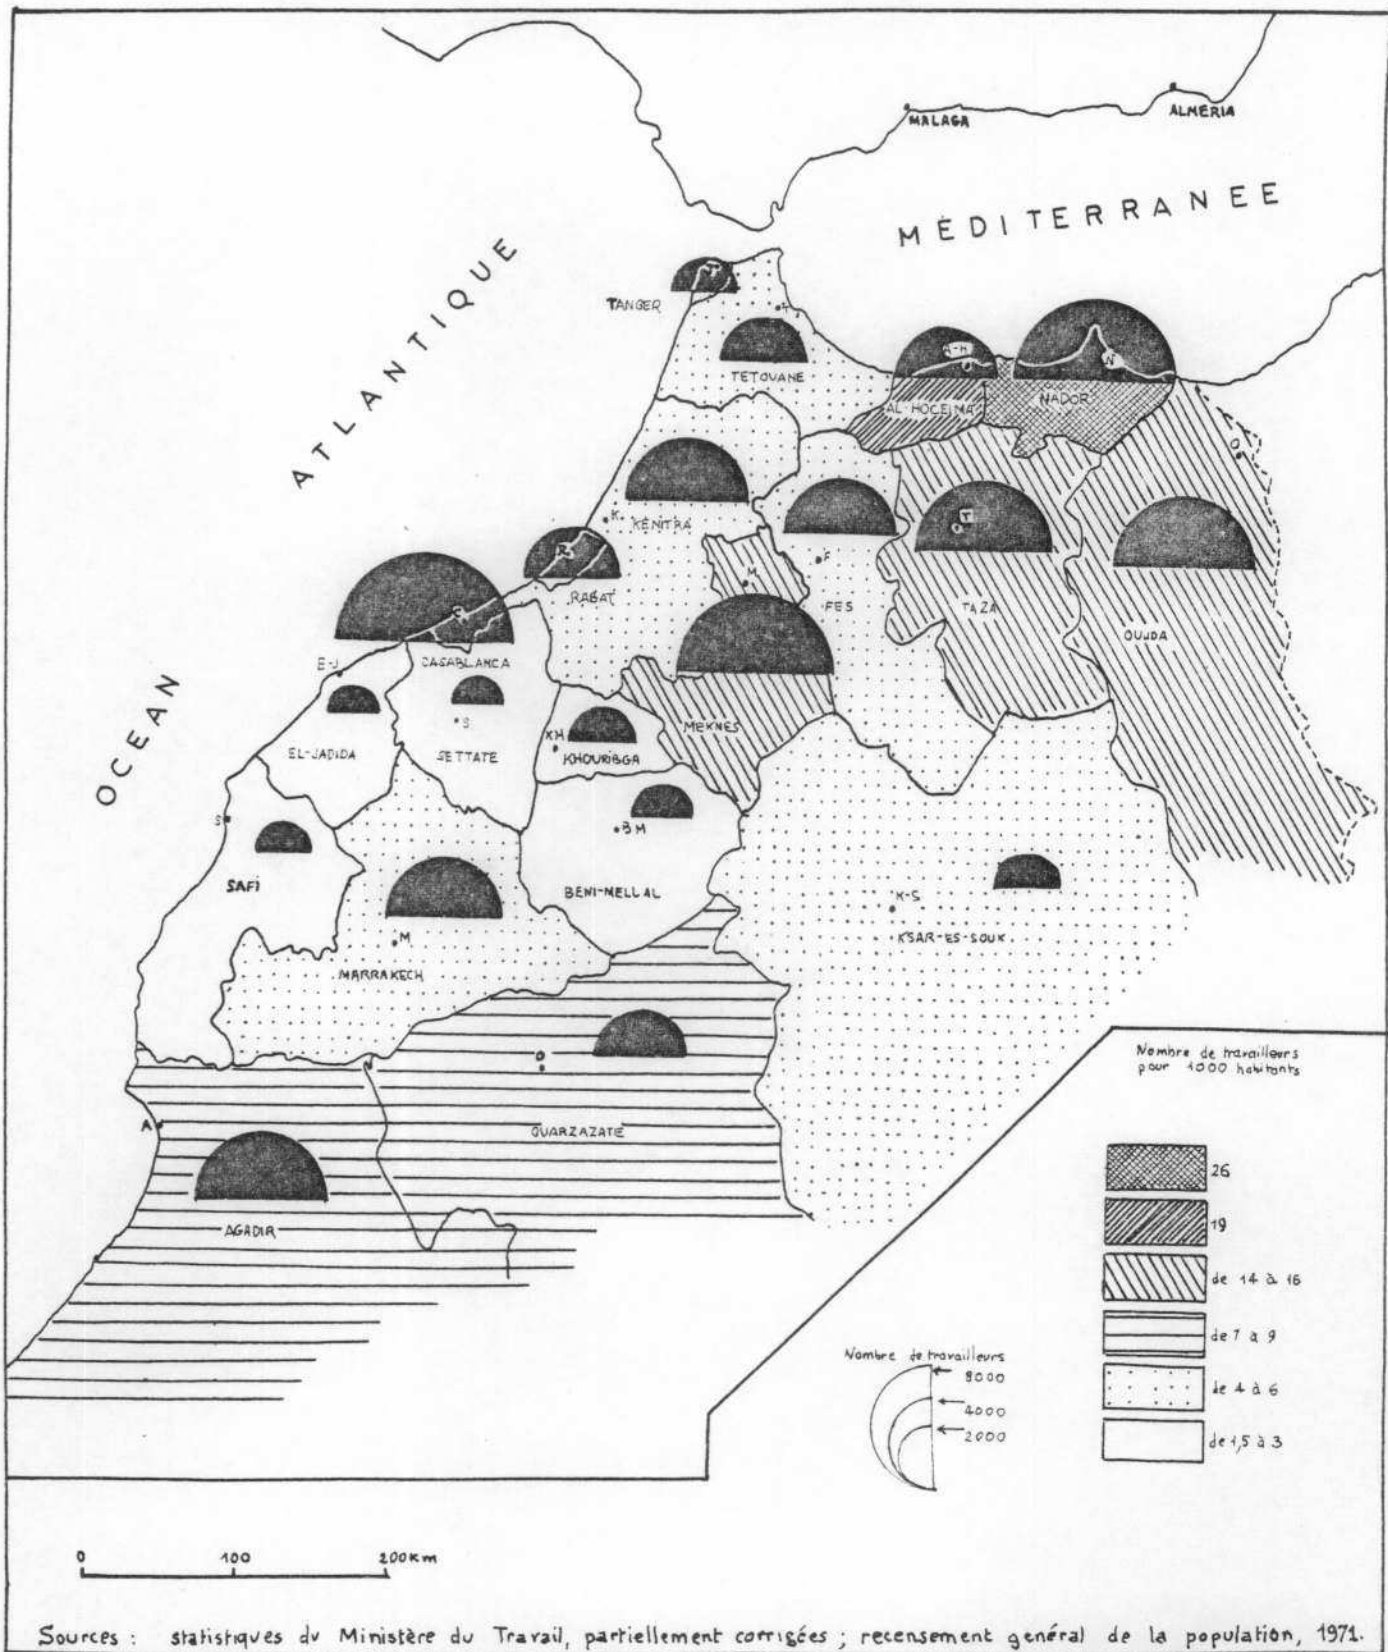 MALAGA
ALMERIA
MÉDITERRANEE
OCEAN ATLANTIQUE
T
TANGER
T
TETOUANE
A-H
AL-HOCEIMA
N
NADOR
O
K.
KENITRA
R
RABAT
M
F
FES
T
TAZA
OUJDA
C
CASABLANCA
E-J
EL-JADIDA
S
SETTATE
KH
KHOURIBGA
MEKNES
S
SAFI
BM
BENI-MELLAL
M
MARRAKECH
K-S
KSAR-ES-SOUK
O
OUARZAZATE
A
AGADIR
Nombre de travailleurs
pour 1000 habitants
26
19
de 14 à 16
de 7 à 9
de 4 à 6
de 1,5 à 3
Nombre de travailleurs
8000
4000
2000
0 100 200Km
Sources : statistiques du Ministère du Travail, partiellement corrigées ; recensement général de la population, 1971.